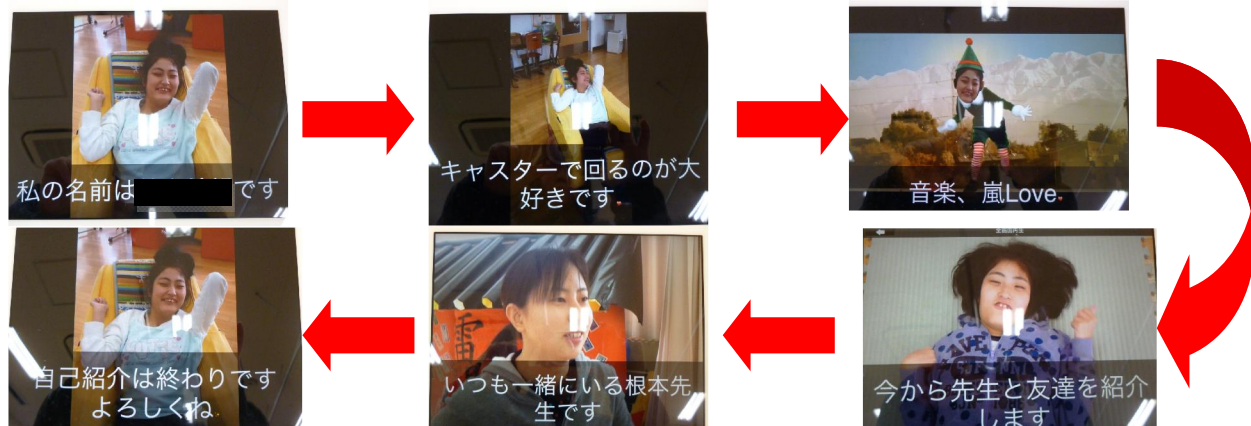 私の名前は
です
キャスターで回るのが大
好きです
音楽、嵐Love
今から先生と友達を紹介
します
いつも一緒にいる根本先
生です
雷
自己紹介は終わりです
よろしくね